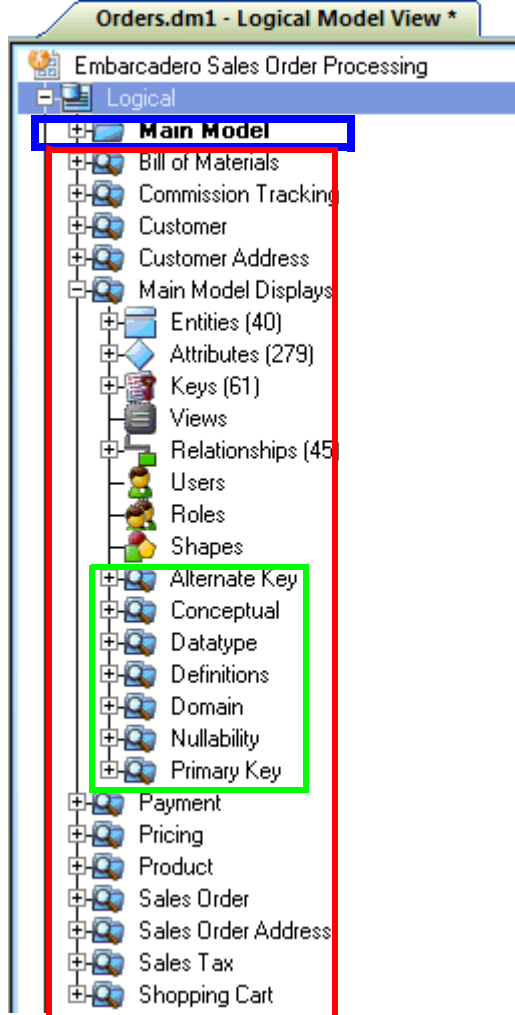 Orders.dm1 - Logical Model View *
Embarcadero Sales Order Processing
Logical
Main Model
Bill of Materials
Commission Tracking
Customer
Customer Address
Main Model Displays
Entities (40)
Attributes (279)
Keys (61)
Views
Relationships (45)
Users
Roles
Shapes
Alternate Key
Conceptual
Datatype
Definitions
Domain
Nullability
Primary Key
Payment
Pricing
Product
Sales Order
Sales Order Address
Sales Tax
Shopping Cart